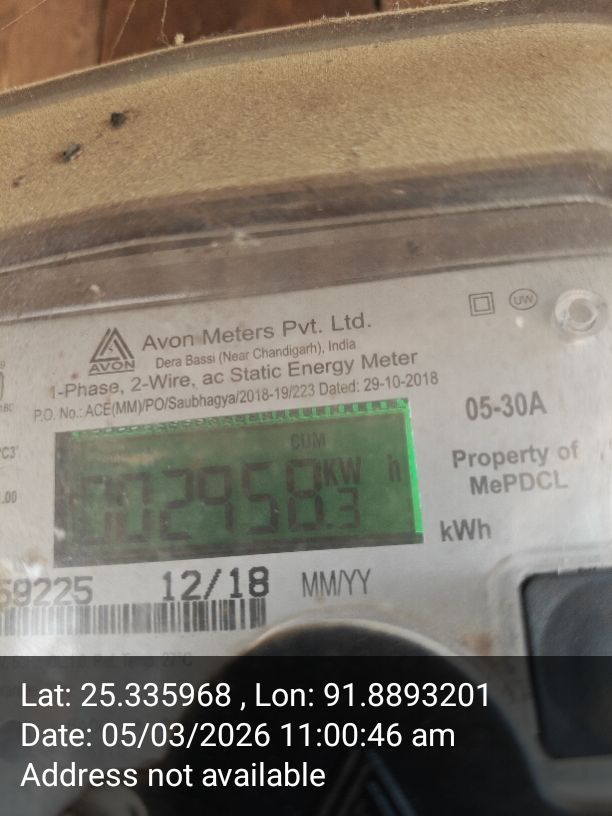 UW
Avon Meters Pvt. Ltd.
AVON
Dera Bassi (Near Chandigarh), India
1-Phase, 2-Wire, ac Static Energy Meter
P.O. No.: ACE(MM)/PO/Saubhagya/2018-19/223 Dated: 29-10-2018
05-30A
CUM
002958.3 KW h
Property of
MePDCL
kWh
59225 12/18 MM/YY
Lat: 25.335968 , Lon: 91.8893201
Date: 05/03/2026 11:00:46 am
Address not available